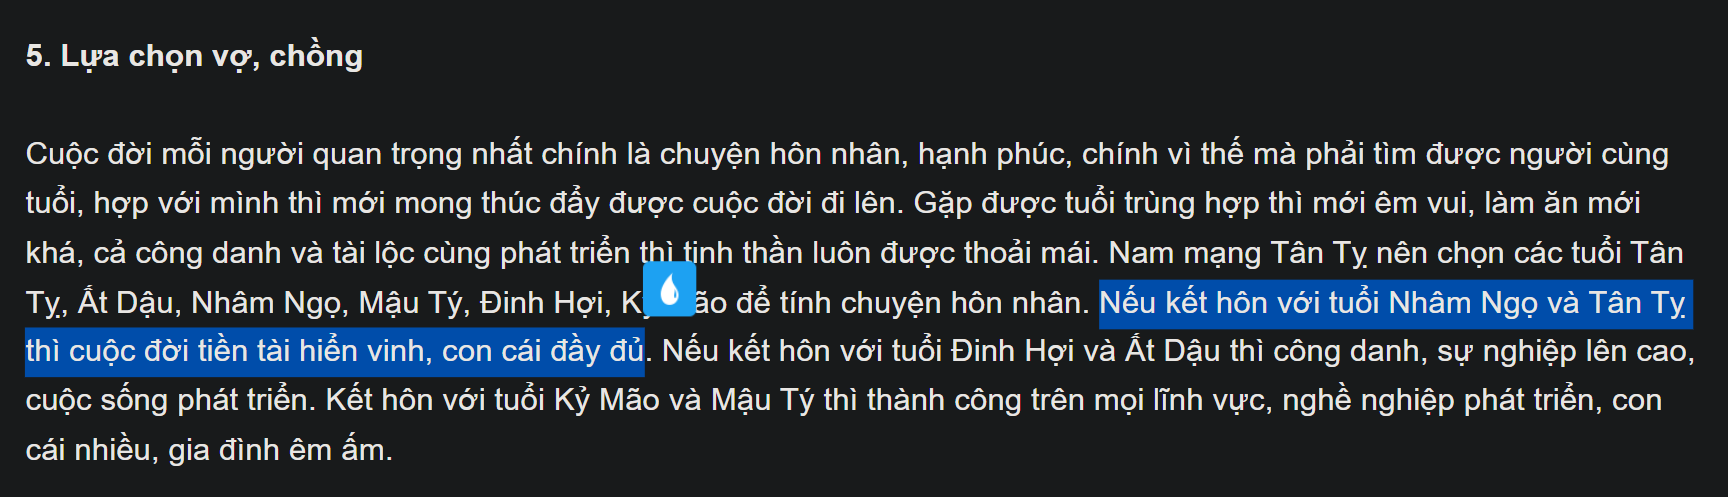 5. Lựa chọn vợ, chồng
Cuộc đời mỗi người quan trọng nhất chính là chuyện hôn nhân, hạnh phúc, chính vì thế mà phải tìm được người cùng
tuổi, hợp với mình thì mới mong thúc đẩy được cuộc đời đi lên. Gặp được tuổi trùng hợp thì mới êm vui, làm ăn mới
khá, cả công danh và tài lộc cùng phát triển thì tinh thần luôn được thoải mái. Nam mạng Tân Tỵ nên chọn các tuổi Tân
Tỵ, Ất Dậu, Nhâm Ngọ, Mậu Tý, Đinh Hợi, để tính chuyện hôn nhân. Nếu kết hôn với tuổi Nhâm Ngọ và Tân Tỵ
thì cuộc đời tiền tài hiển vinh, con cái đầy đủ. Nếu kết hôn với tuổi Đinh Hợi và Ất Dậu thì công danh, sự nghiệp lên cao,
cuộc sống phát triển. Kết hôn với tuổi Kỷ Mão và Mậu Tý thì thành công trên mọi lĩnh vực, nghề nghiệp phát triển, con
cái nhiều, gia đình êm ấm.